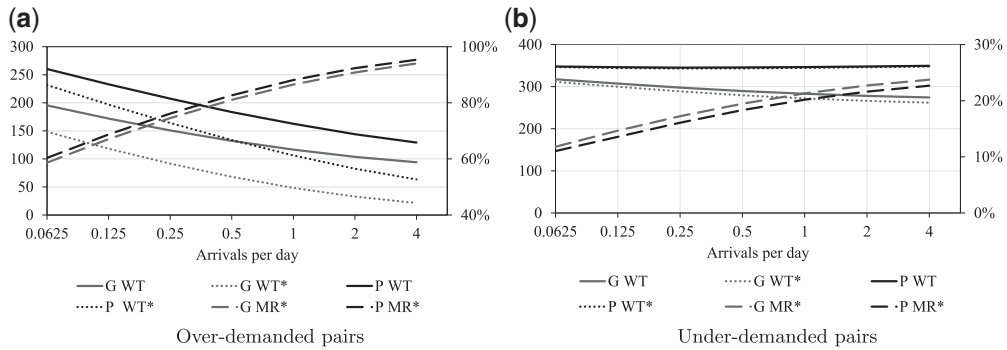 (a)
300
250
200
150
100
50
0
100%
80%
60%
40%
0.0625 0.125 0.25 0.5 1 2 4
Arrivals per day
G WT G WT* P WT
P WT* G MR* P MR*
Over-demanded pairs
(b)
400
300
200
100
0
30%
20%
10%
0%
0.0625 0.125 0.25 0.5 1 2 4
Arrivals per day
G WT G WT* P WT
P WT* G MR* P MR*
Under-demanded pairs